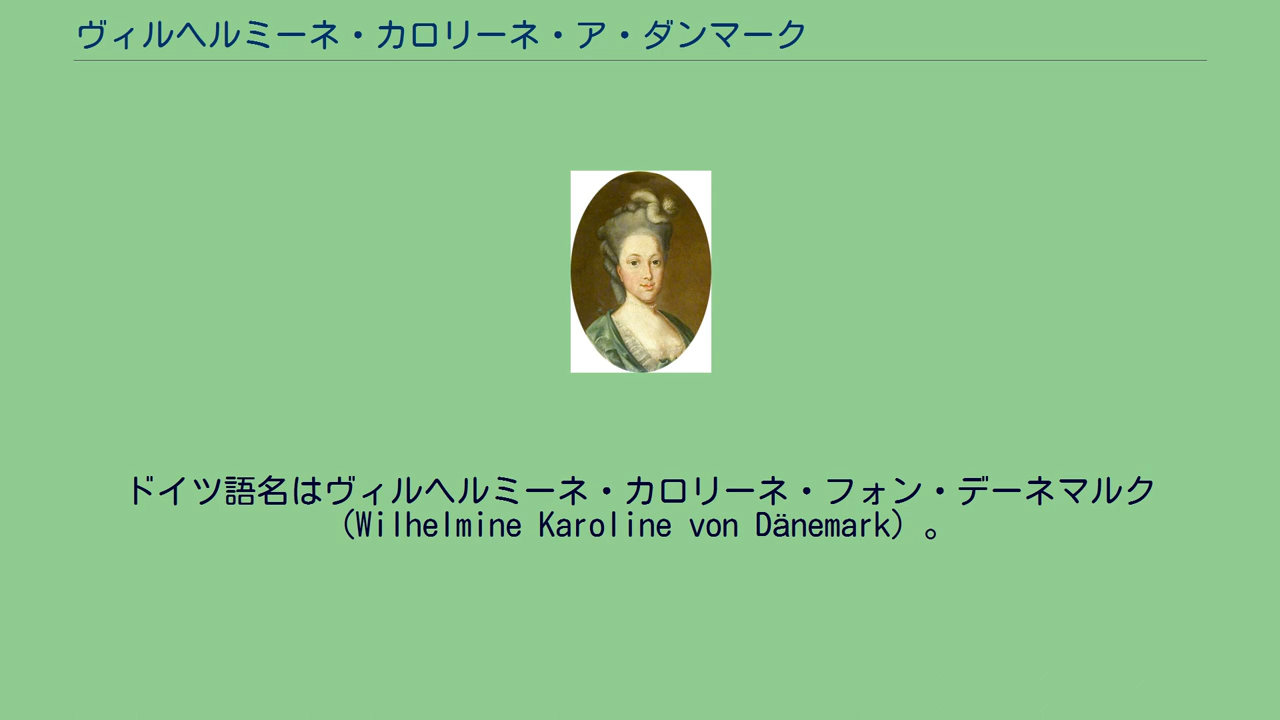 ヴィルヘルミーネ・カロリーネ・ア・ダンマーク
ドイツ語名はヴィルヘルミーネ・カロリーネ・フォン・デーネマルク
(Wilhelmine Karoline von Dänemark) 。